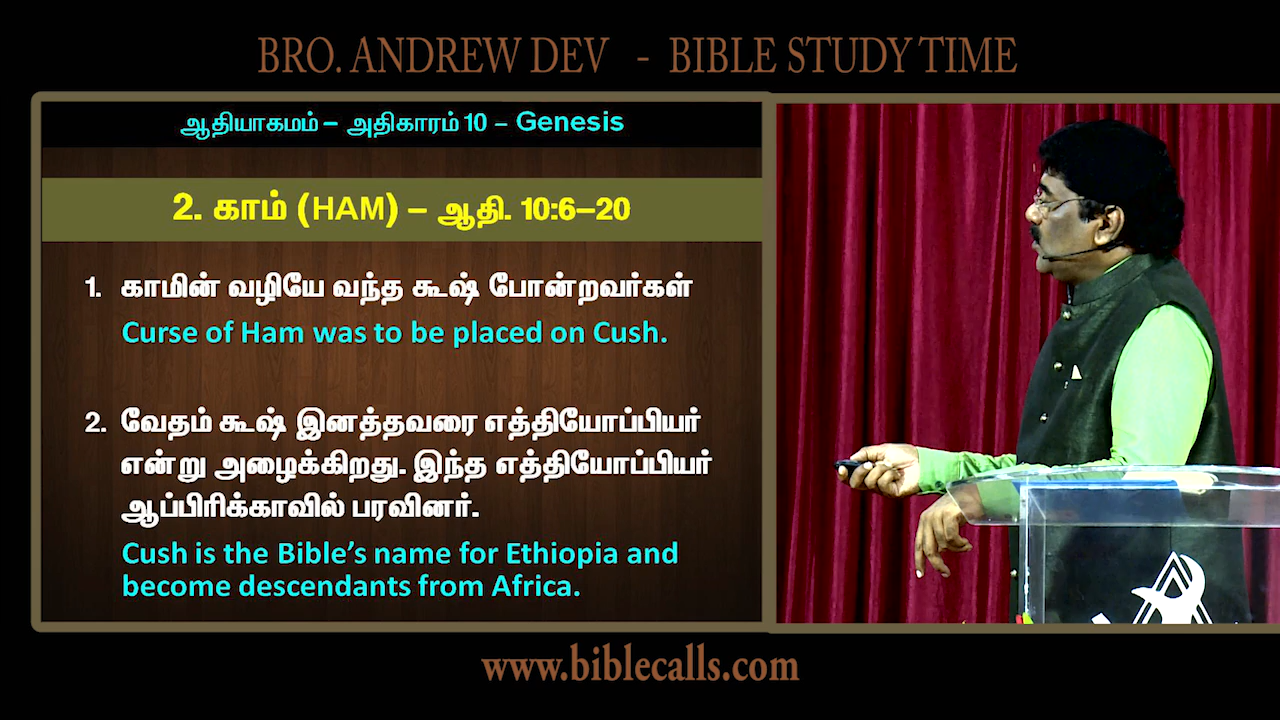 BRO. ANDREW DEV - BIBLE STUDY TIME
ஆதியாகமம் – அதிகாரம் 10 – Genesis
2. காம் (HAM) – ஆதி. 10:6–20
1. காமின் வழியே வந்த கூஷ் போன்றவர்கள்
Curse of Ham was to be placed on Cush.
2. வேதம் கூஷ் இனத்தவரை எத்தியோப்பியர்
என்று அழைக்கிறது. இந்த எத்தியோப்பியர்
ஆப்பிரிக்காவில் பரவினர்.
Cush is the Bible's name for Ethiopia and
become descendants from Africa.
www.biblecalls.com